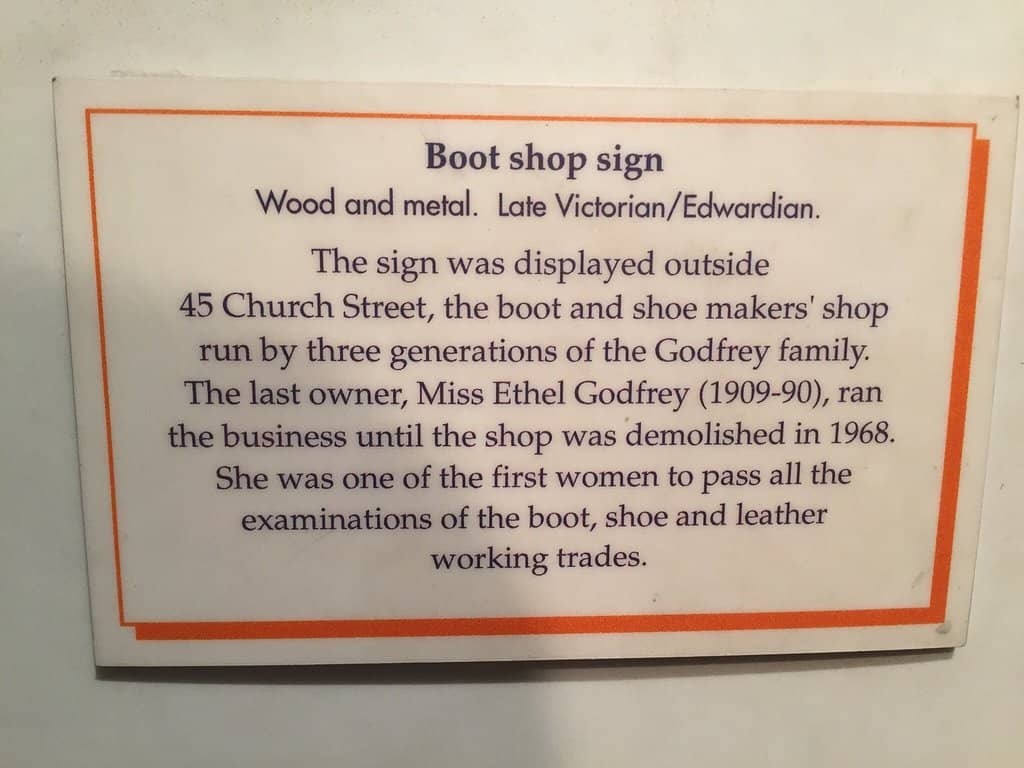 Boot shop sign
Wood and metal. Late Victorian/Edwardian.
The sign was displayed outside
45 Church Street, the boot and shoe makers' shop
run by three generations of the Godfrey family.
The last owner, Miss Ethel Godfrey (1909-90), ran
the business until the shop was demolished in 1968.
She was one of the first women to pass all the
examinations of the boot, shoe and leather
working trades.